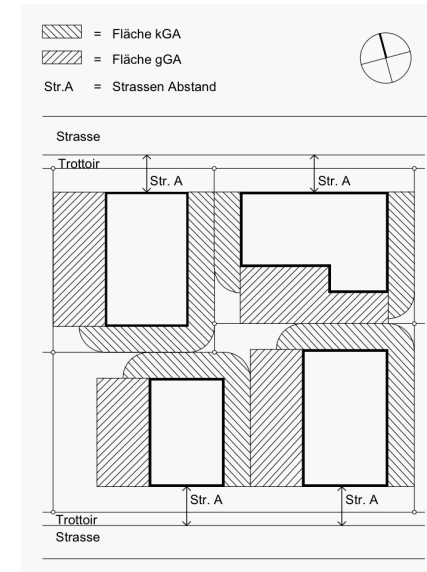 = Fläche kGA
= Fläche gGA
Str.A = Strassen Abstand
Strasse
Trottoir
Str. A Str. A
Str. A Str. A
Trottoir
Strasse